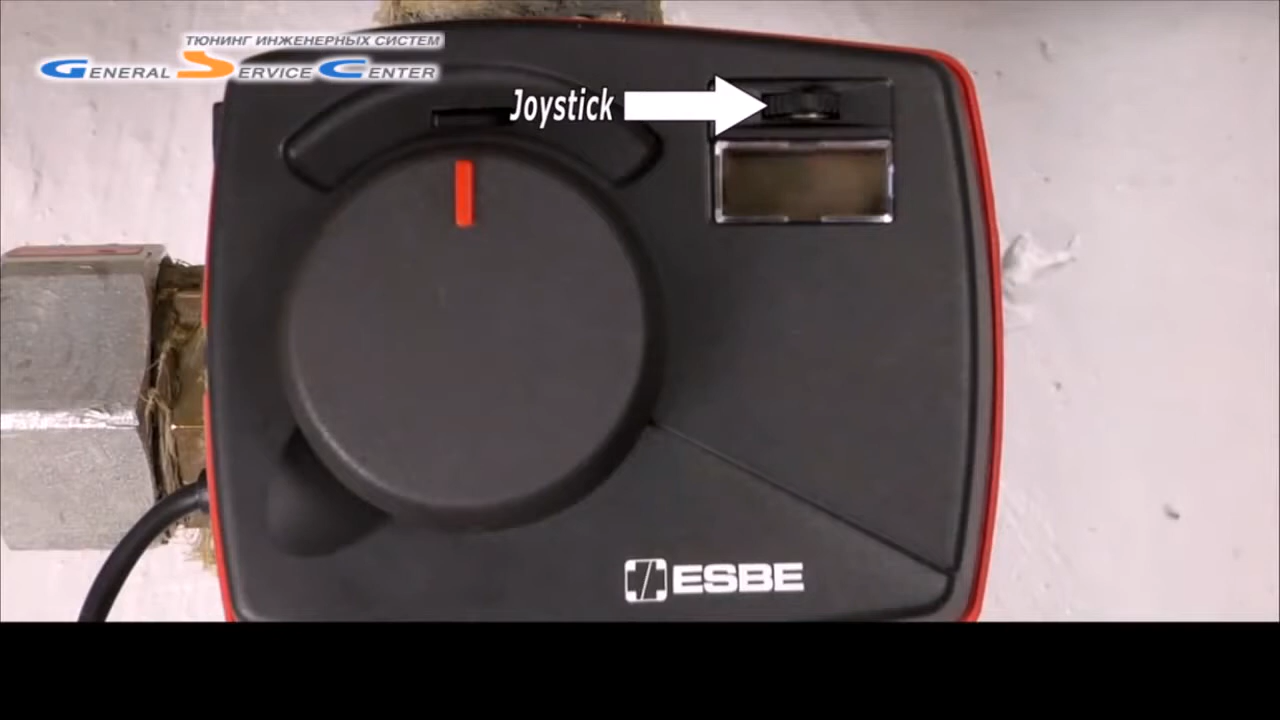 ТЮНИНГ ИНЖЕНЕРНЫХ СИСТЕМ
GENERAL SERVICE CENTER
Joystick
ESBE